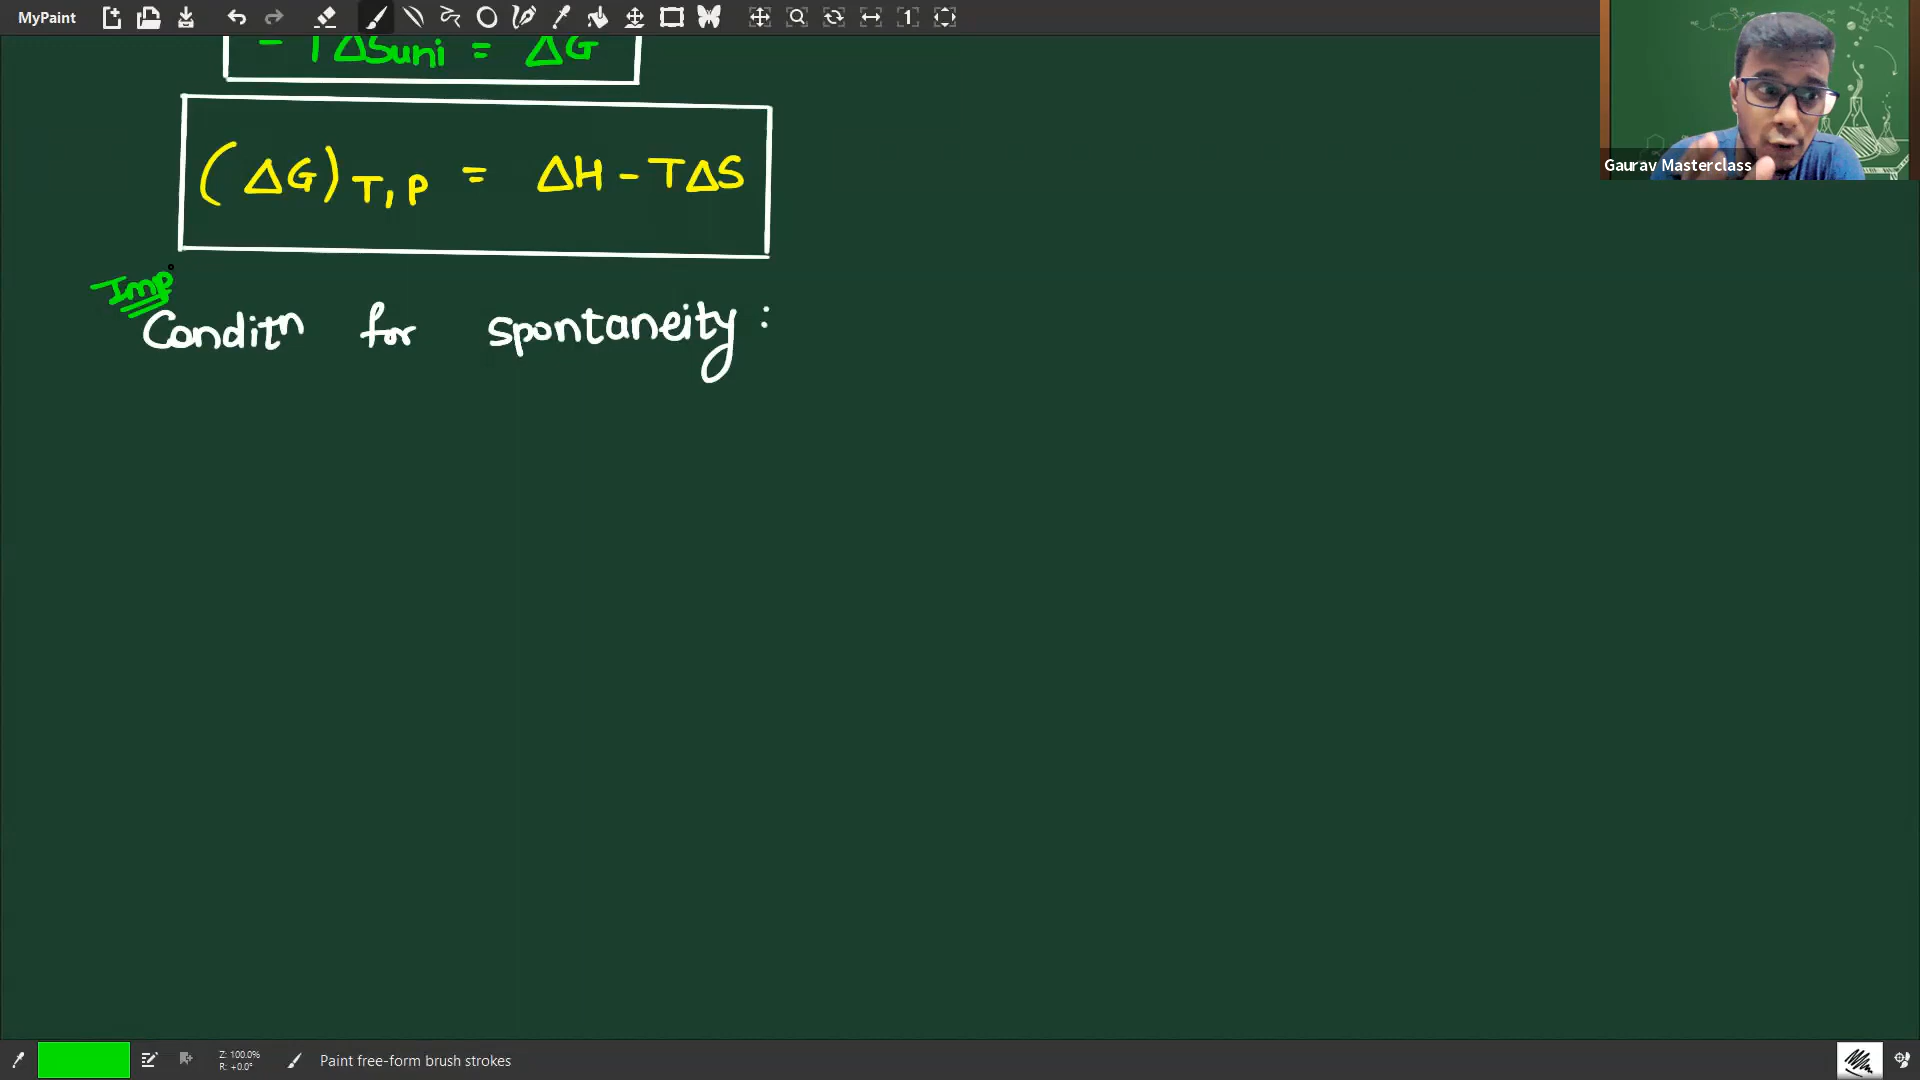 MyPaint
- TΔSuni = ΔG
(ΔG)T,P = ΔH - TΔS
Imp
Conditn for spontaneity :
Gaurav Masterclass
Z: 100.0%
R: +0.0°
Paint free-form brush strokes